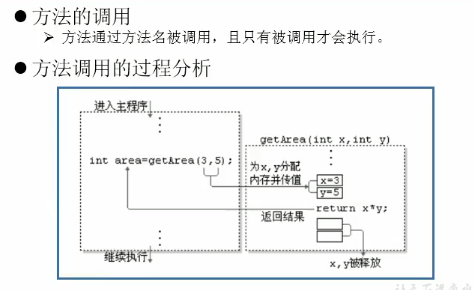 ● 方法的调用
➢ 方法通过方法名被调用，且只有被调用才会执行。
● 方法调用的过程分析
进入主程序
getArea(int x,int y)
int area=getArea(3,5);
为x,y分配
内存并传值
x=3
y=5
return x*y;
返回结果
继续执行
x,y被释放